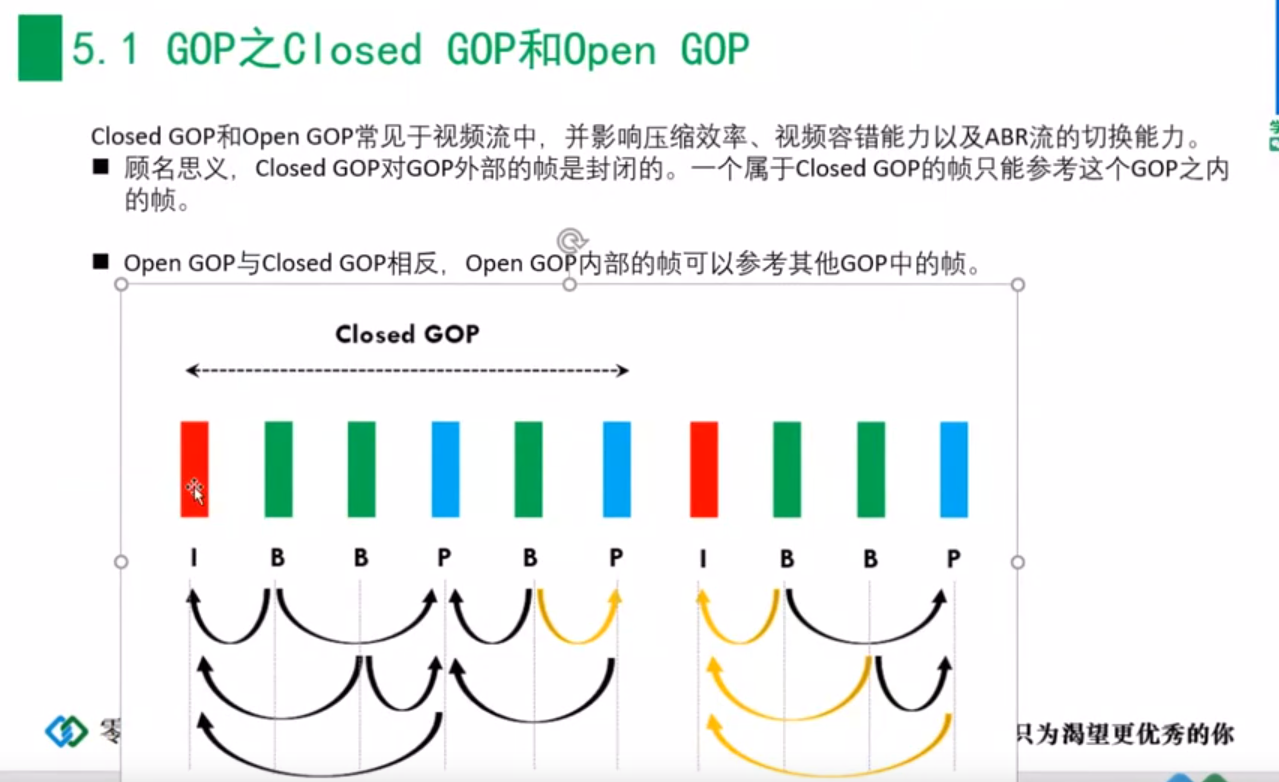 5.1 GOP之Closed GOP和Open GOP
Closed GOP和Open GOP常见于视频流中，并影响压缩效率、视频容错能力以及ABR流的切换能力。
■ 顾名思义，Closed GOP对GOP外部的帧是封闭的。一个属于Closed GOP的帧只能参考这个GOP之内
的帧。
■ Open GOP与Closed GOP相反，Open GOP内部的帧可以参考其他GOP中的帧。
Closed GOP
I B B P B P I B B P
零
只为渴望更优秀的你